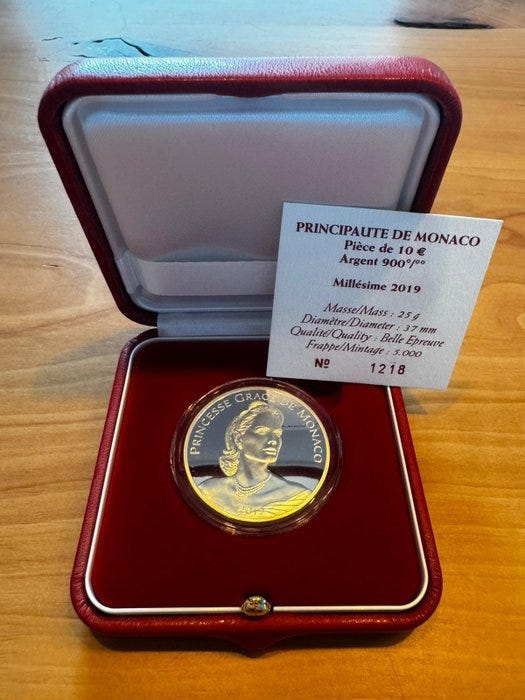 PRINCIPAUTE DE MONACO
Pièce de 10 €
Argent 900°/°°
Millésime 2019
Masse/Mass : 25 g
Diamètre/Diameter : 37 mm
Qualité/Quality : Belle Epreuve
Frappe/Mintage : 5.000
Nº 1218
PRINCESSE GRACE DE MONACO
2019